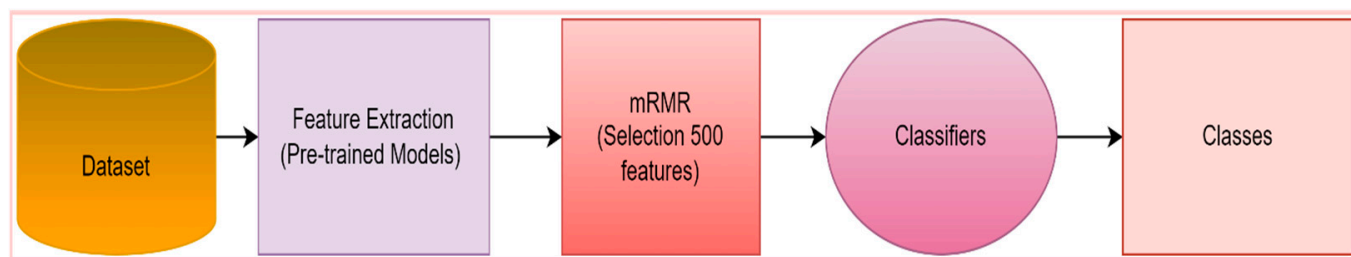 Dataset
Feature Extraction
(Pre-trained Models)
mRMR
(Selection 500
features)
Classifiers
Classes